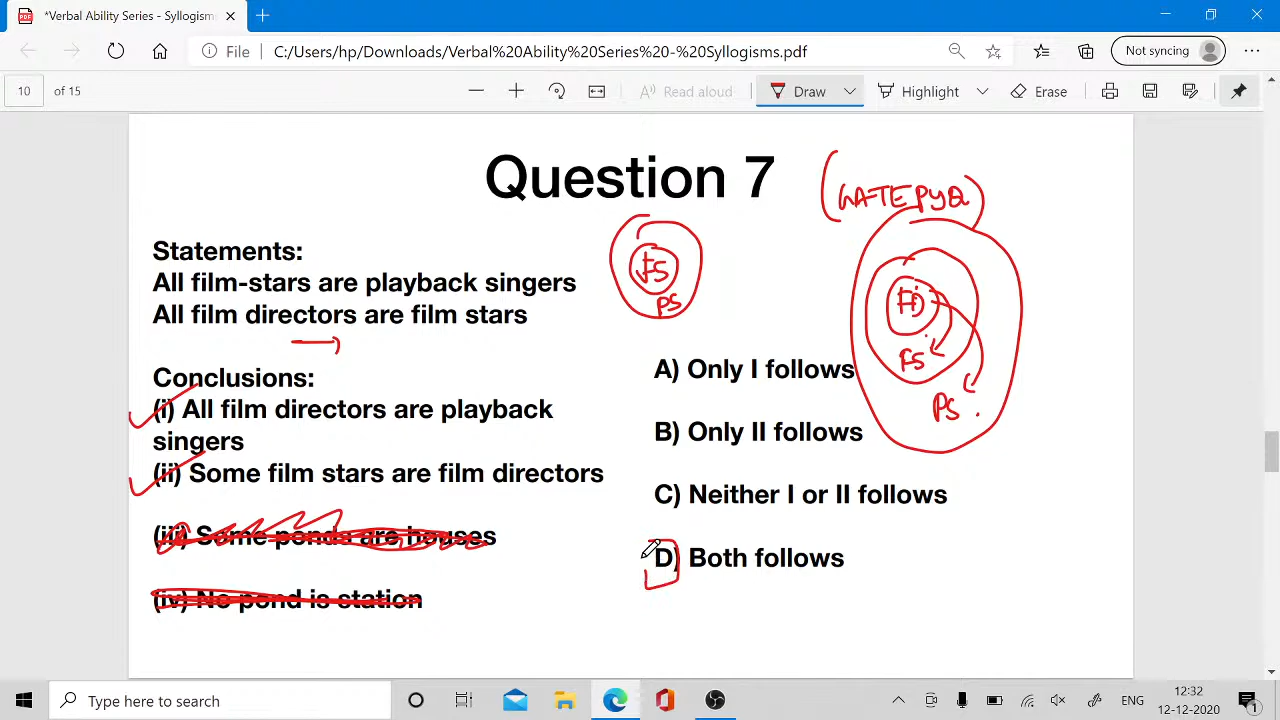 *Verbal Ability Series - Syllogism
File
C:/Users/hp/Downloads/Verbal%20Ability%20Series%20-%20Syllogisms.pdf
Not syncing
10 of 15
Read aloud
Draw
Highlight
Erase
Question 7
(GATE PYQ)
Statements:
All film-stars are playback singers
All film directors are film stars
FS
PS
FD
FS
PS
Conclusions:
(i) All film directors are playback
singers
(ii) Some film stars are film directors
(iii) Some ponds are houses
(iv) No pond is station
A) Only I follows
B) Only II follows
C) Neither I or II follows
D) Both follows
Type here to search
ENG
12:32
12-12-2020
1